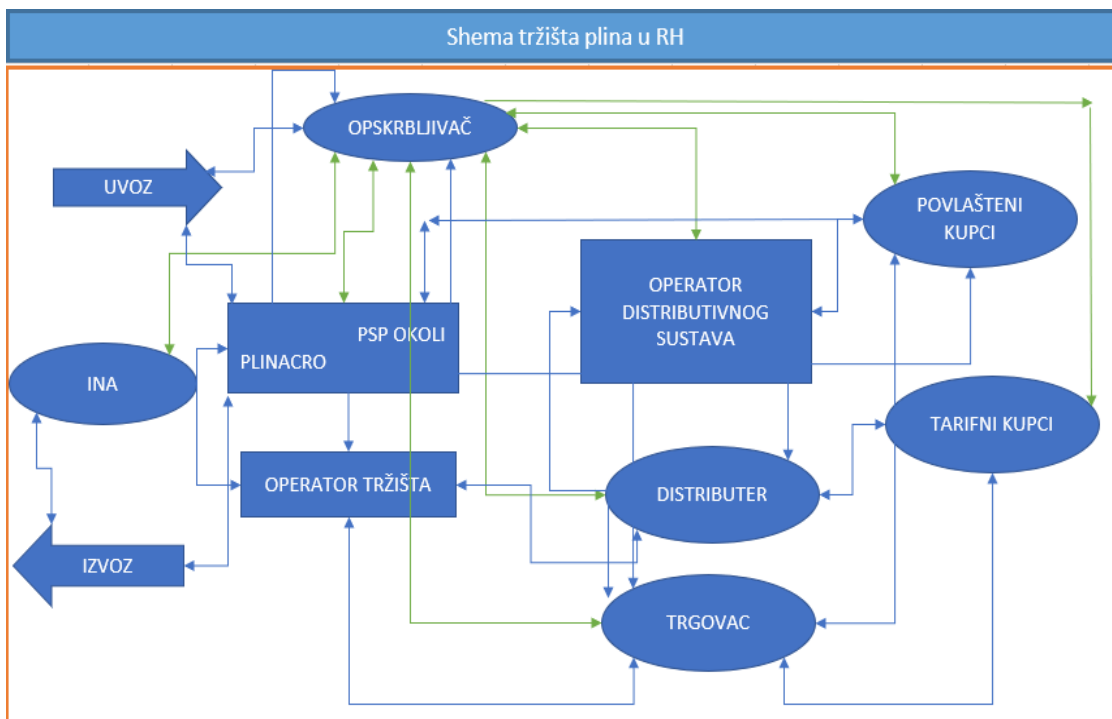 Shema tržišta plina u RH
OPSKRBLJIVAČ
UVOZ
POVLAŠTENI
KUPCI
OPERATOR
DISTRIBUTIVNOG
SUSTAVA
PSP OKOLI
PLINACRO
INA
TARIFNI KUPCI
OPERATOR TRŽIŠTA
DISTRIBUTER
IZVOZ
TRGOVAC